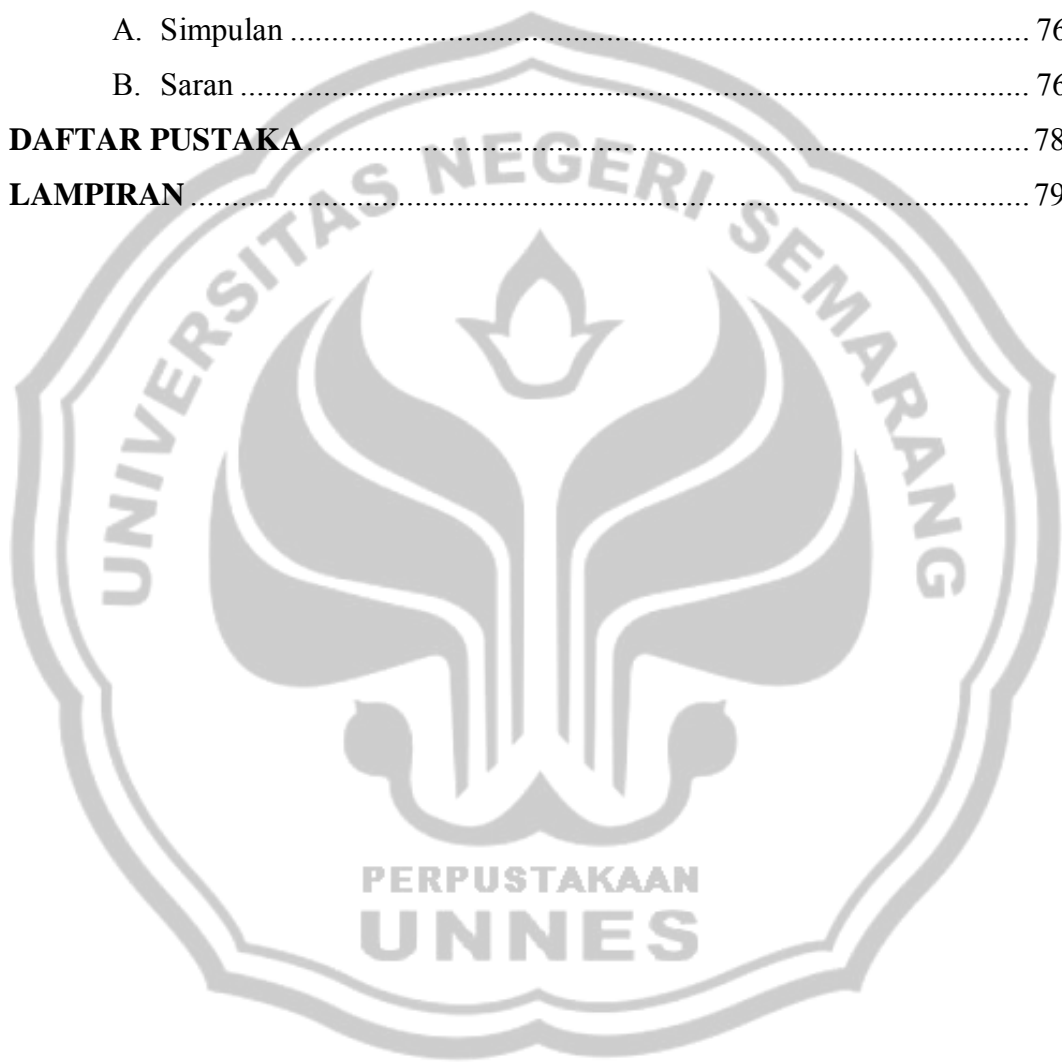 A. Simpulan ................................................................................................ 76
B. Saran ....................................................................................................... 76
DAFTAR PUSTAKA ............................................................................................. 78
LAMPIRAN ............................................................................................................ 79
UNIVERSITAS NEGERI SEMARANG
PERPUSTAKAAN
UNNES